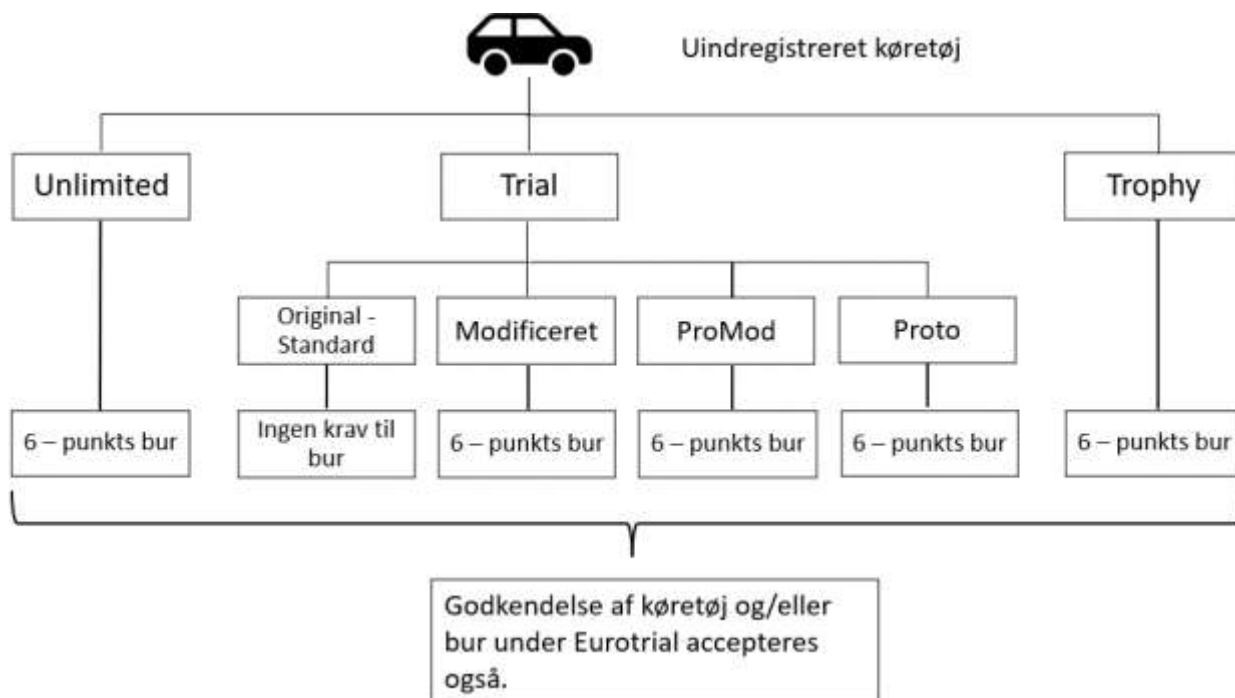 Uindregistreret køretøj
Unlimited
Trial
Trophy
Original -
Standard
Modificeret
ProMod
Proto
6 – punkts bur
Ingen krav til
bur
6 – punkts bur
6 – punkts bur
6 – punkts bur
6 – punkts bur
Godkendelse af køretøj og/eller
bur under Eurotrial accepteres
også.